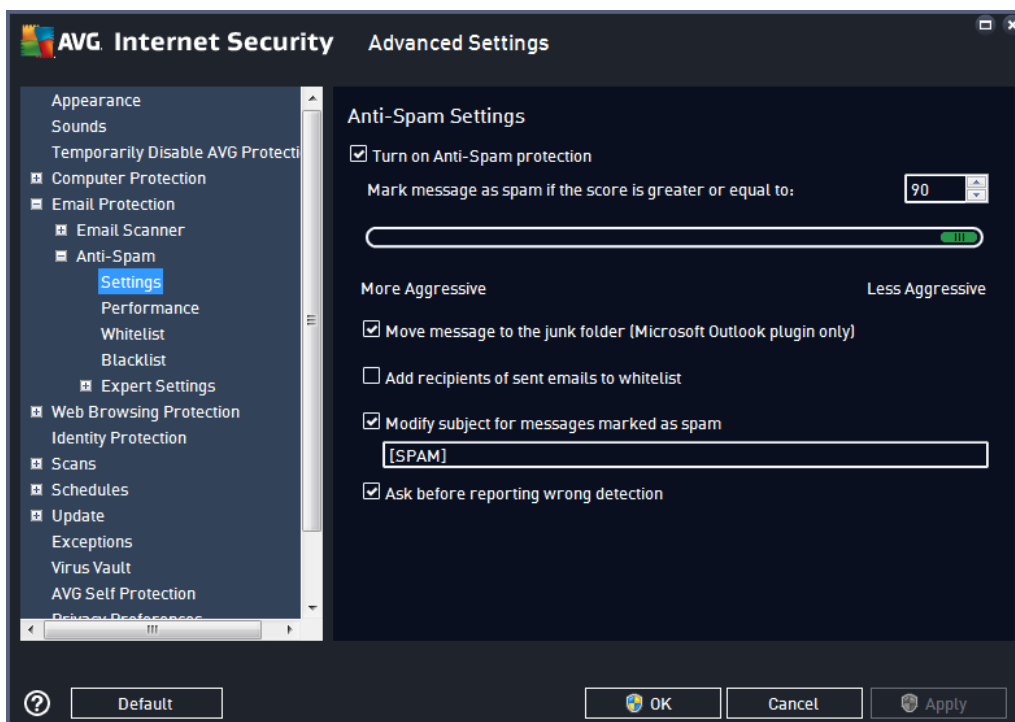 AVG. Internet Security Advanced Settings
Appearance
Sounds
Temporarily Disable AVG Protecti
Computer Protection
Email Protection
Email Scanner
Anti-Spam
Settings
Performance
Whitelist
Blacklist
Expert Settings
Web Browsing Protection
Identity Protection
Scans
Schedules
Update
Exceptions
Virus Vault
AVG Self Protection
Privacy Preferences
Anti-Spam Settings
Turn on Anti-Spam protection
Mark message as spam if the score is greater or equal to: 90
More Aggressive Less Aggressive
Move message to the junk folder (Microsoft Outlook plugin only)
Add recipients of sent emails to whitelist
Modify subject for messages marked as spam
[SPAM]
Ask before reporting wrong detection
? Default OK Cancel Apply